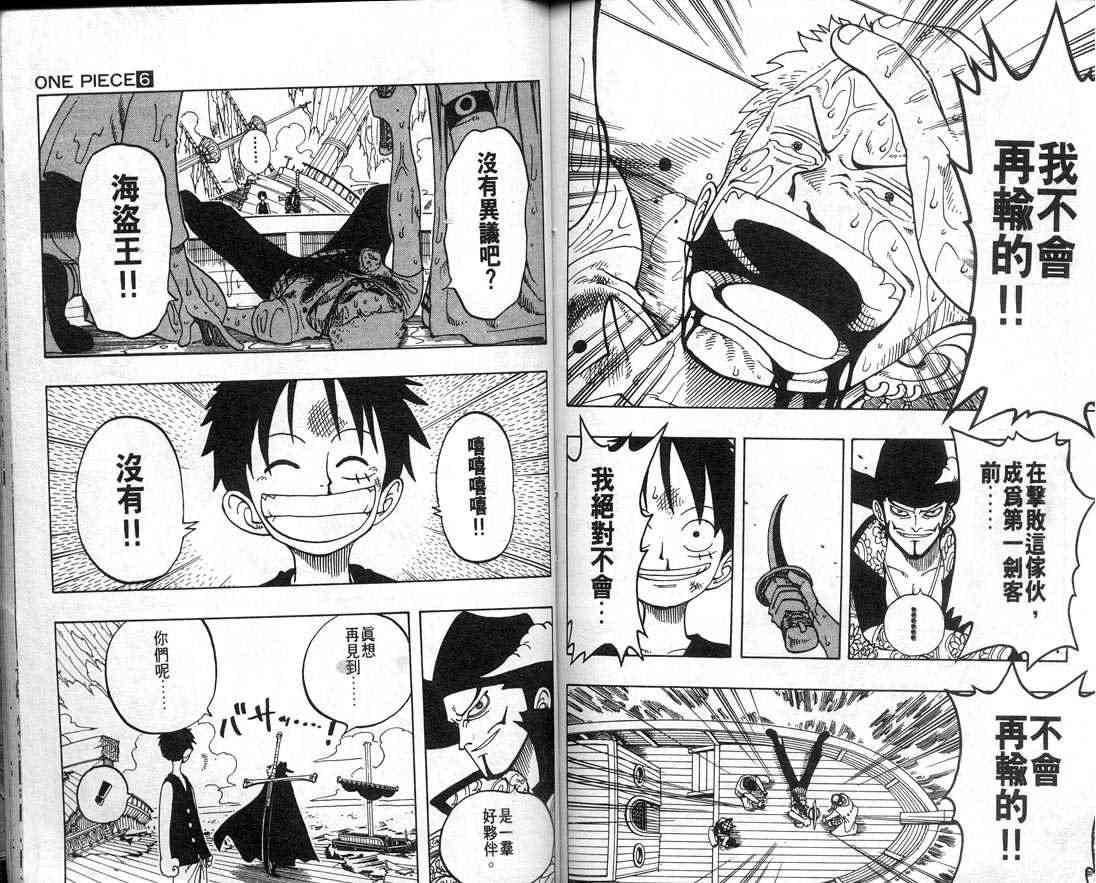 我不會
再輸的!!
在擊敗這傢伙，
成爲第一劍客
前……
………
我絕對不會…
不會
再輸的!!
ONE PIECE 6
沒有異議吧?
……
海盜王!!
嘻嘻嘻嘻!!
沒有!!
是一羣
好夥伴。
眞想
再見到……
你們呢……
バサッ……!
!